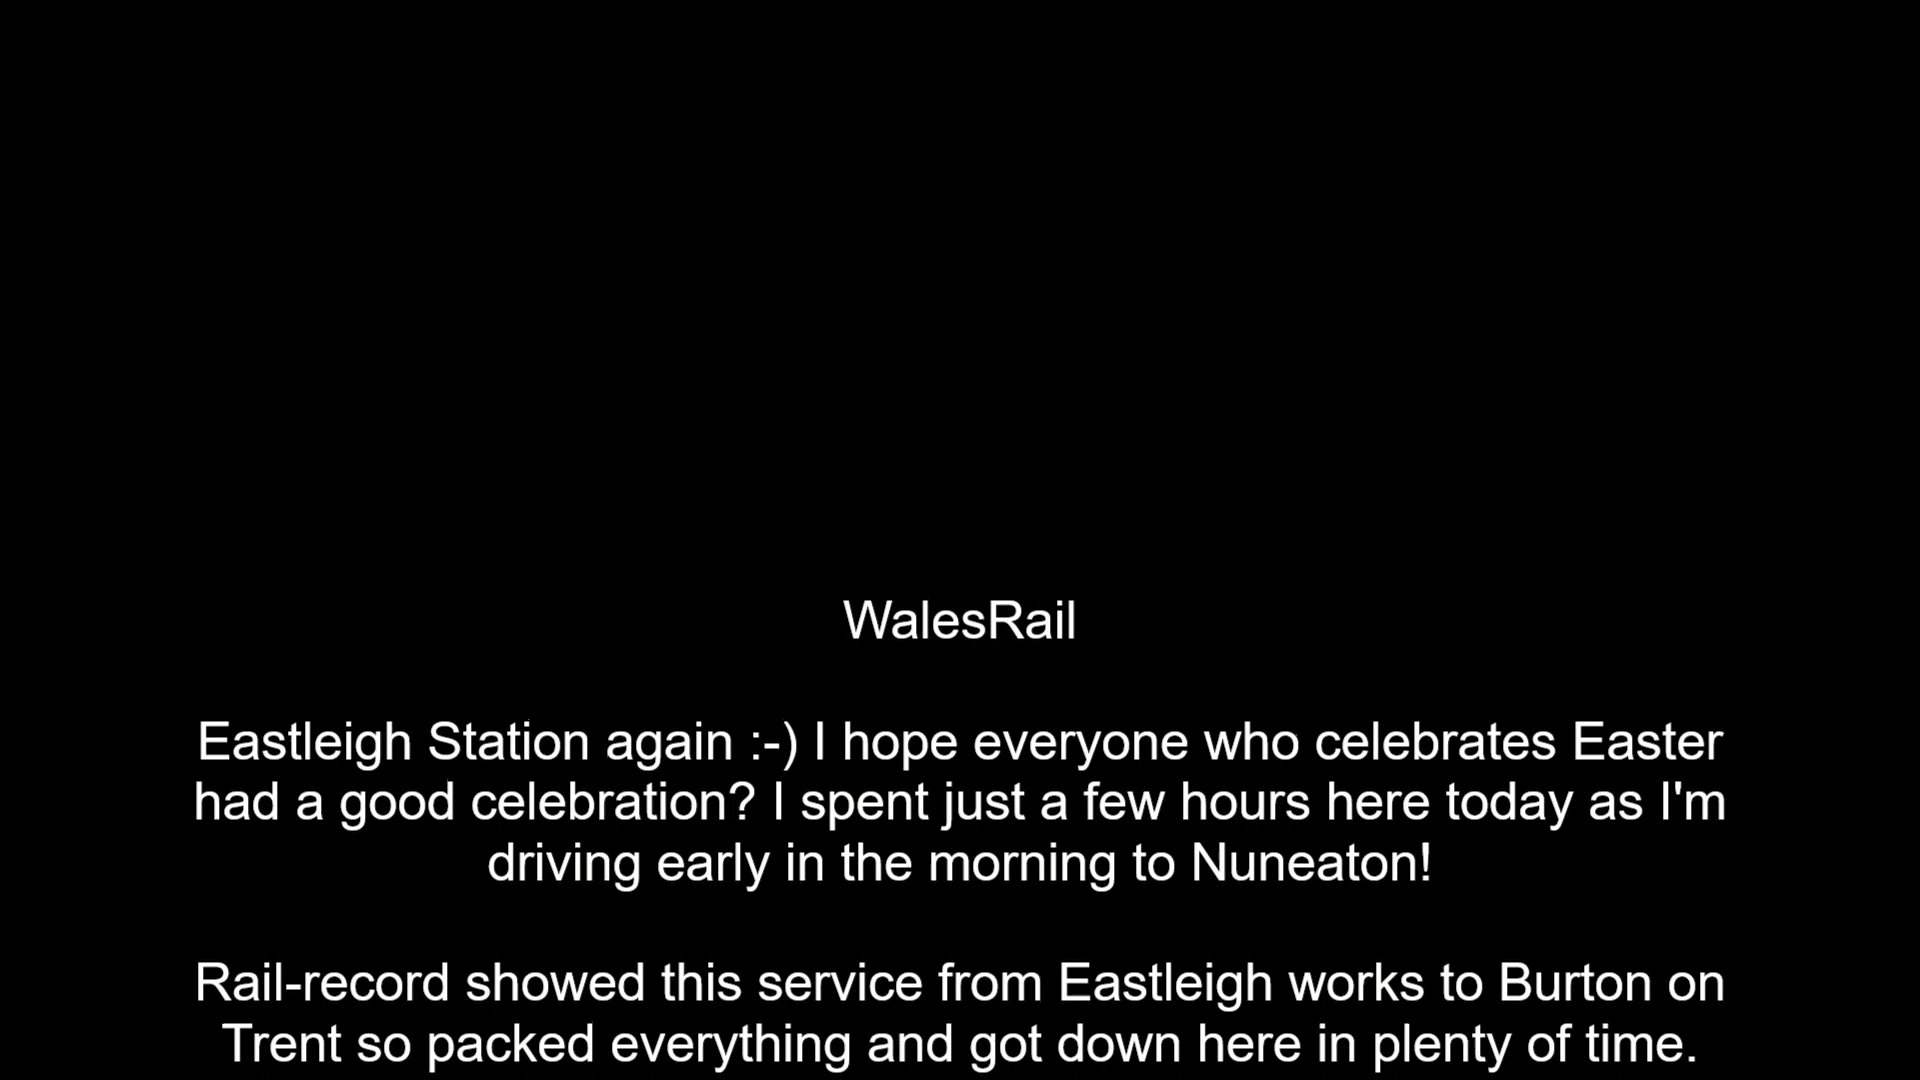 WalesRail
Eastleigh Station again :-) I hope everyone who celebrates Easter
had a good celebration? I spent just a few hours here today as I'm
driving early in the morning to Nuneaton!
Rail-record showed this service from Eastleigh works to Burton on
Trent so packed everything and got down here in plenty of time.